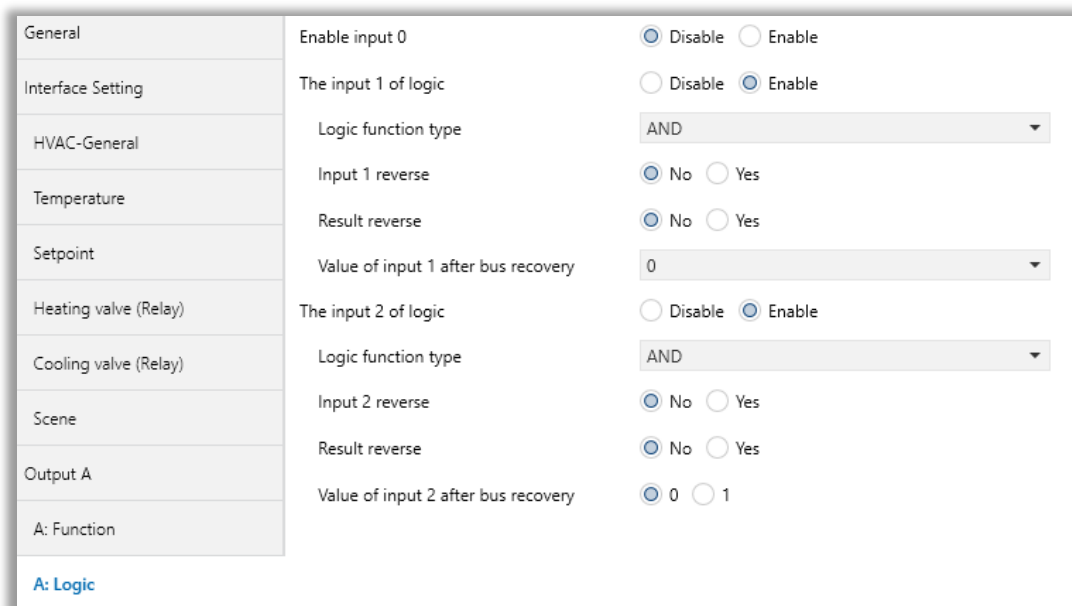 General
Interface Setting
HVAC-General
Temperature
Setpoint
Heating valve (Relay)
Cooling valve (Relay)
Scene
Output A
A: Function
A: Logic
Enable input 0 Disable Enable
The input 1 of logic Disable Enable
Logic function type AND
Input 1 reverse No Yes
Result reverse No Yes
Value of input 1 after bus recovery 0
The input 2 of logic Disable Enable
Logic function type AND
Input 2 reverse No Yes
Result reverse No Yes
Value of input 2 after bus recovery 0 1